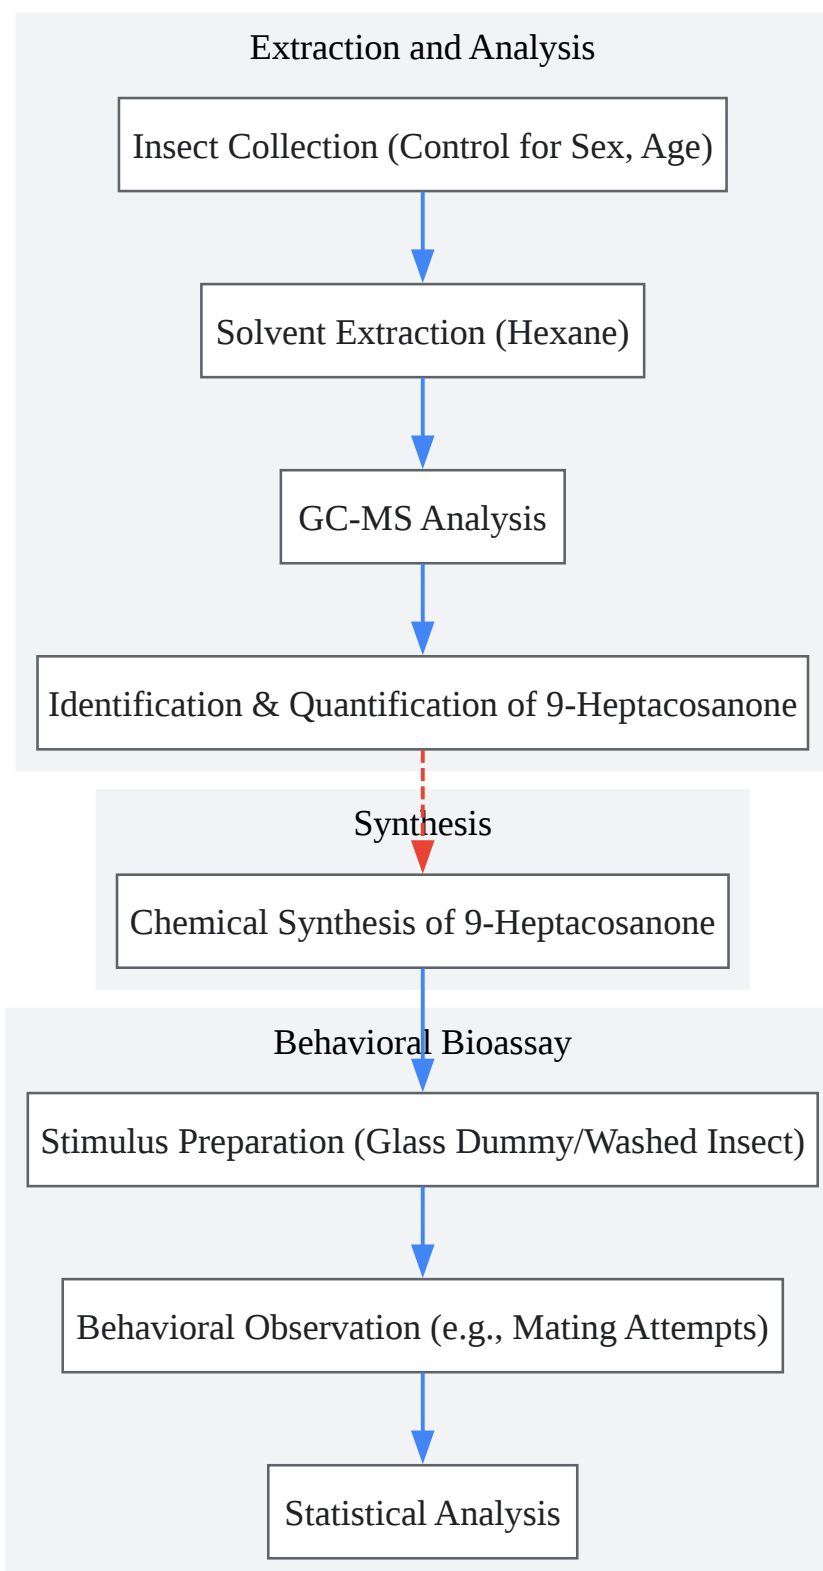 Extraction and Analysis
Insect Collection (Control for Sex, Age)
Solvent Extraction (Hexane)
GC-MS Analysis
Identification & Quantification of 9-Heptacosanone
Synthesis
Chemical Synthesis of 9-Heptacosanone
Behavioral Bioassay
Stimulus Preparation (Glass Dummy/Washed Insect)
Behavioral Observation (e.g., Mating Attempts)
Statistical Analysis